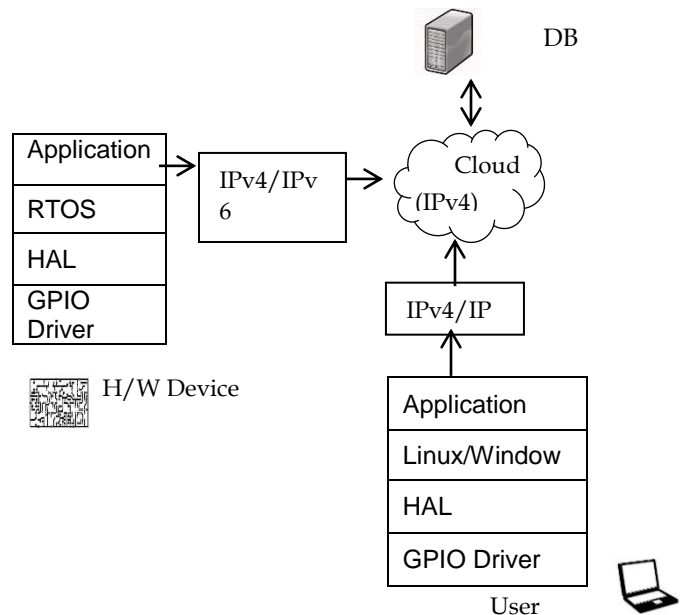 DB
Application
RTOS
HAL
GPIO
Driver
IPv4/IPv
6
Cloud
(IPv4)
H/W Device
IPv4/IP
Application
Linux/Window
HAL
GPIO Driver
User